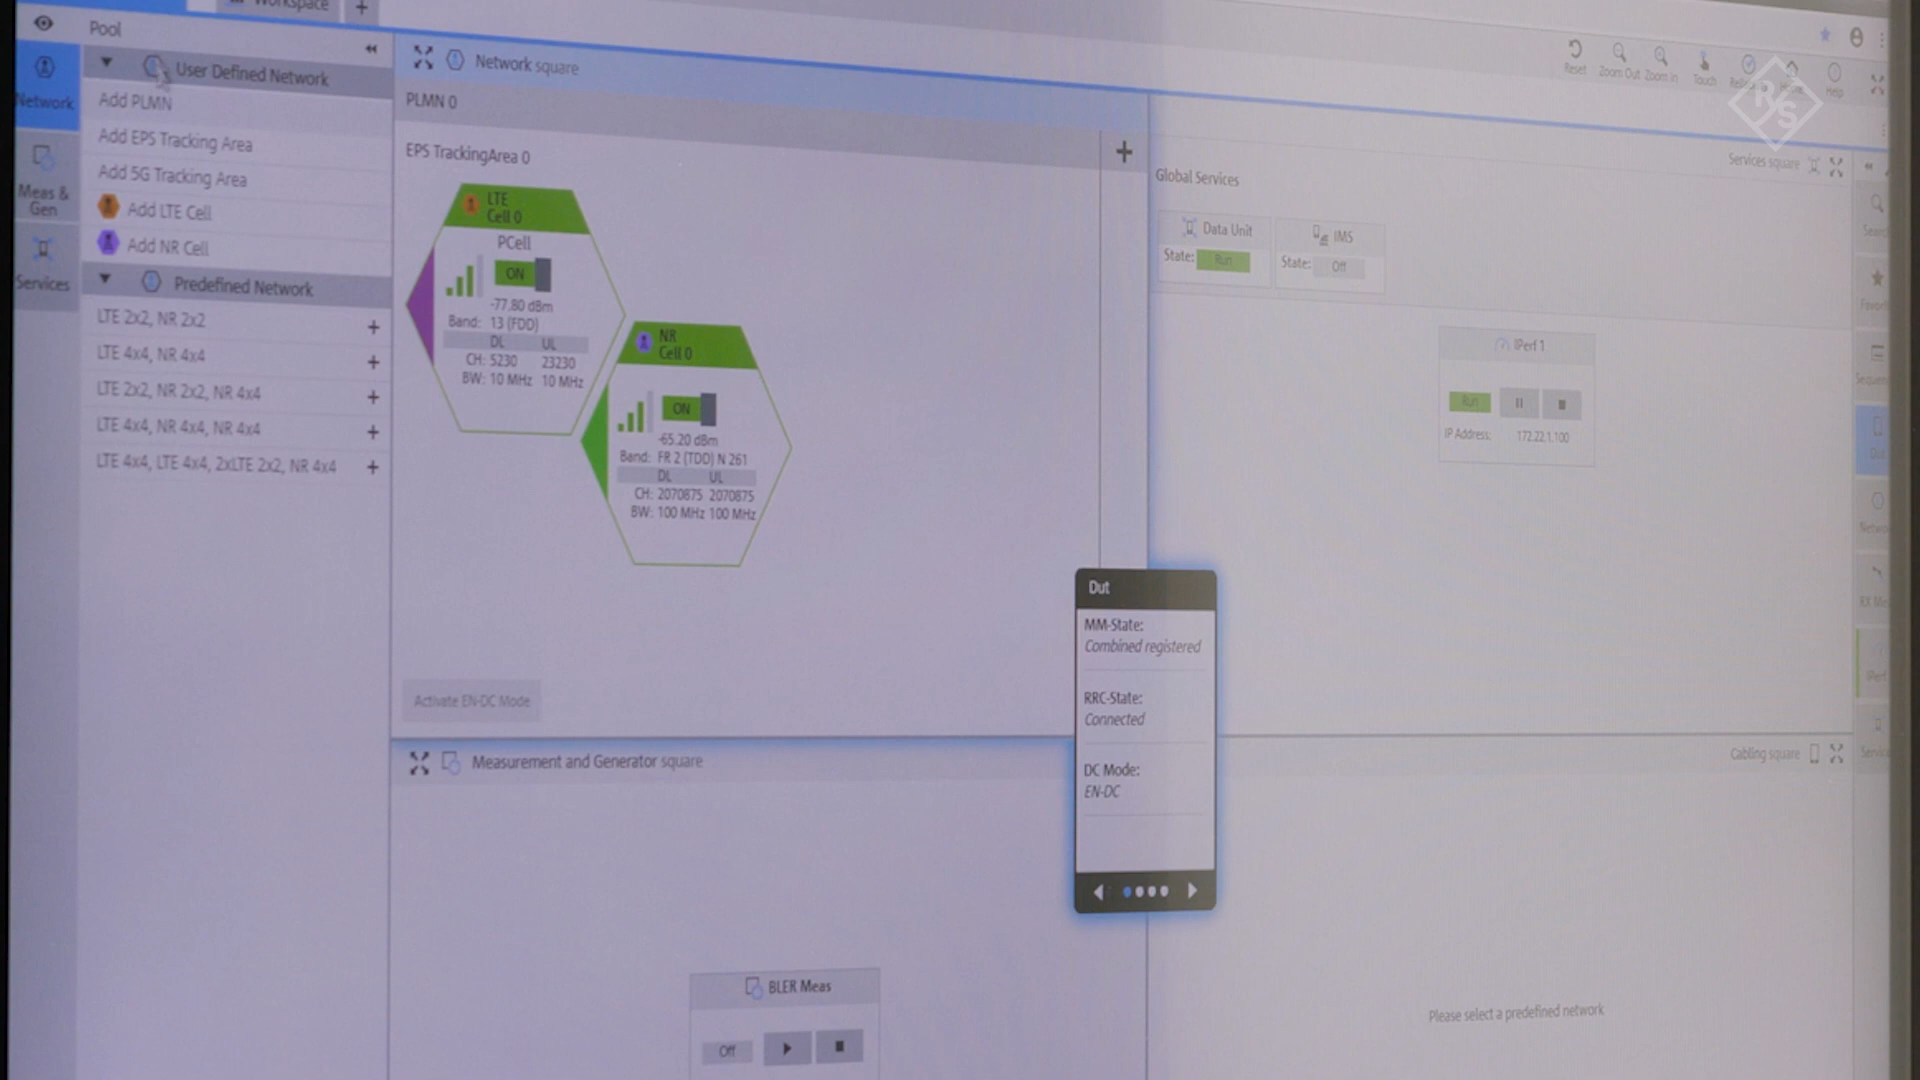 Workspace
+
Pool
User Defined Network
Network
Add PLMN
Add EPS Tracking Area
Add 5G Tracking Area
Meas &
Gen
Add LTE Cell
Add NR Cell
Services
Predefined Network
LTE 2x2, NR 2x2 +
LTE 4x4, NR 4x4 +
LTE 2x2, NR 2x2, NR 4x4 +
LTE 4x4, NR 4x4, NR 4x4 +
LTE 4x4, LTE 4x4, 2xLTE 2x2, NR 4x4 +
Network square
Reset
Zoom Out
Zoom In
Touch
Help
R
S
PLMN 0
EPS TrackingArea 0
+
LTE
Cell 0
PCell
ON
-77.80 dBm
Band: 13 (FDD)
DL UL
CH: 5230 23230
BW: 10 MHz 10 MHz
NR
Cell 0
ON
-65.20 dBm
Band: FR 2 (TDD) N 261
DL UL
CH: 2070875 2070875
BW: 100 MHz 100 MHz
Activate EN-DC Mode
Services square
Global Services
Data Unit
State: Run
IMS
State: Off
IPerf 1
Run
IP Address: 172.22.1.100
Dut
MM-State:
Combined registered
RRC-State:
Connected
DC Mode:
EN-DC
Measurement and Generator square
BLER Meas
Off
Cabling square
Please select a predefined network